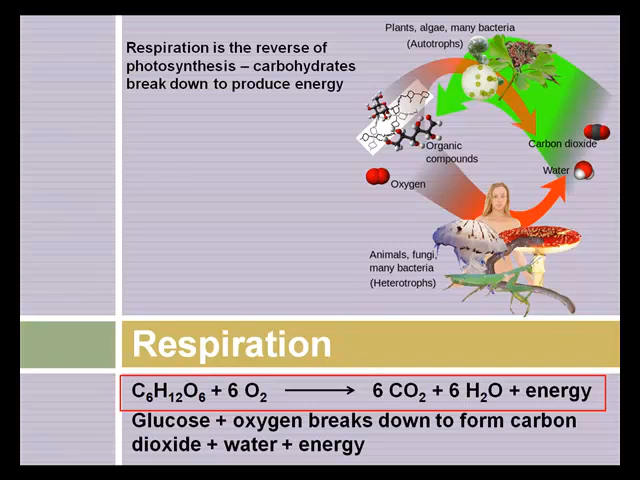 Respiration is the reverse of
photosynthesis – carbohydrates
break down to produce energy
Plants, algae, many bacteria
(Autotrophs)
Organic
compounds
Carbon dioxide
Water
Oxygen
Animals, fungi,
many bacteria
(Heterotrophs)
Respiration
C₆H₁₂O₆ + 6 O₂ ⟶ 6 CO₂ + 6 H₂O + energy
Glucose + oxygen breaks down to form carbon
dioxide + water + energy